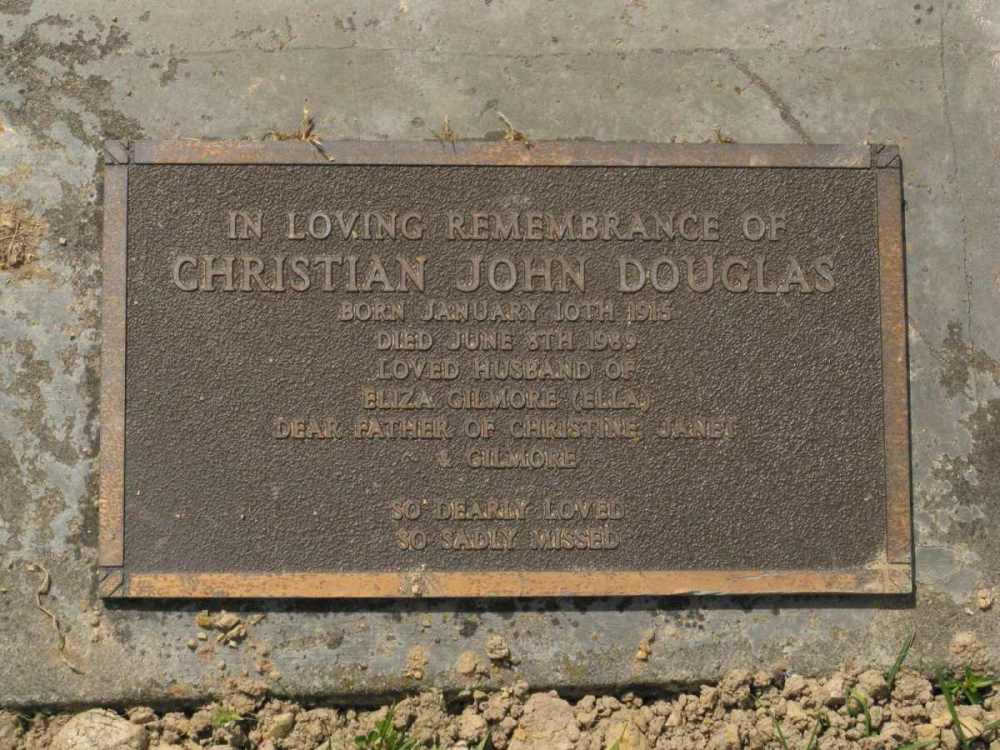 IN LOVING REMEMBRANCE OF
CHRISTIAN JOHN DOUGLAS
BORN JANUARY 10TH 1915
DIED JUNE 8TH 1989
LOVED HUSBAND OF
ELIZA GILMORE (ELLA)
DEAR FATHER OF CHRISTINE, JANET
& GILMORE
SO DEARLY LOVED
SO SADLY MISSED